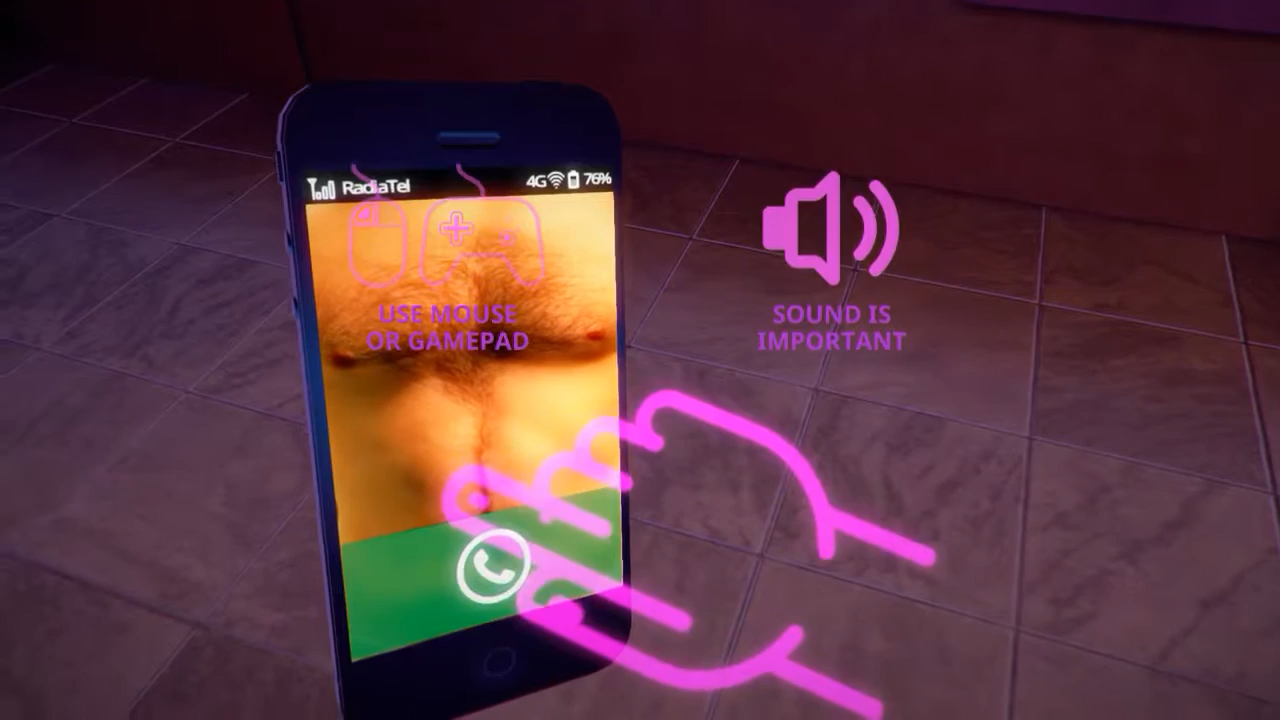 RadiaTel 4G 76%
USE MOUSE
OR GAMEPAD
SOUND IS
IMPORTANT